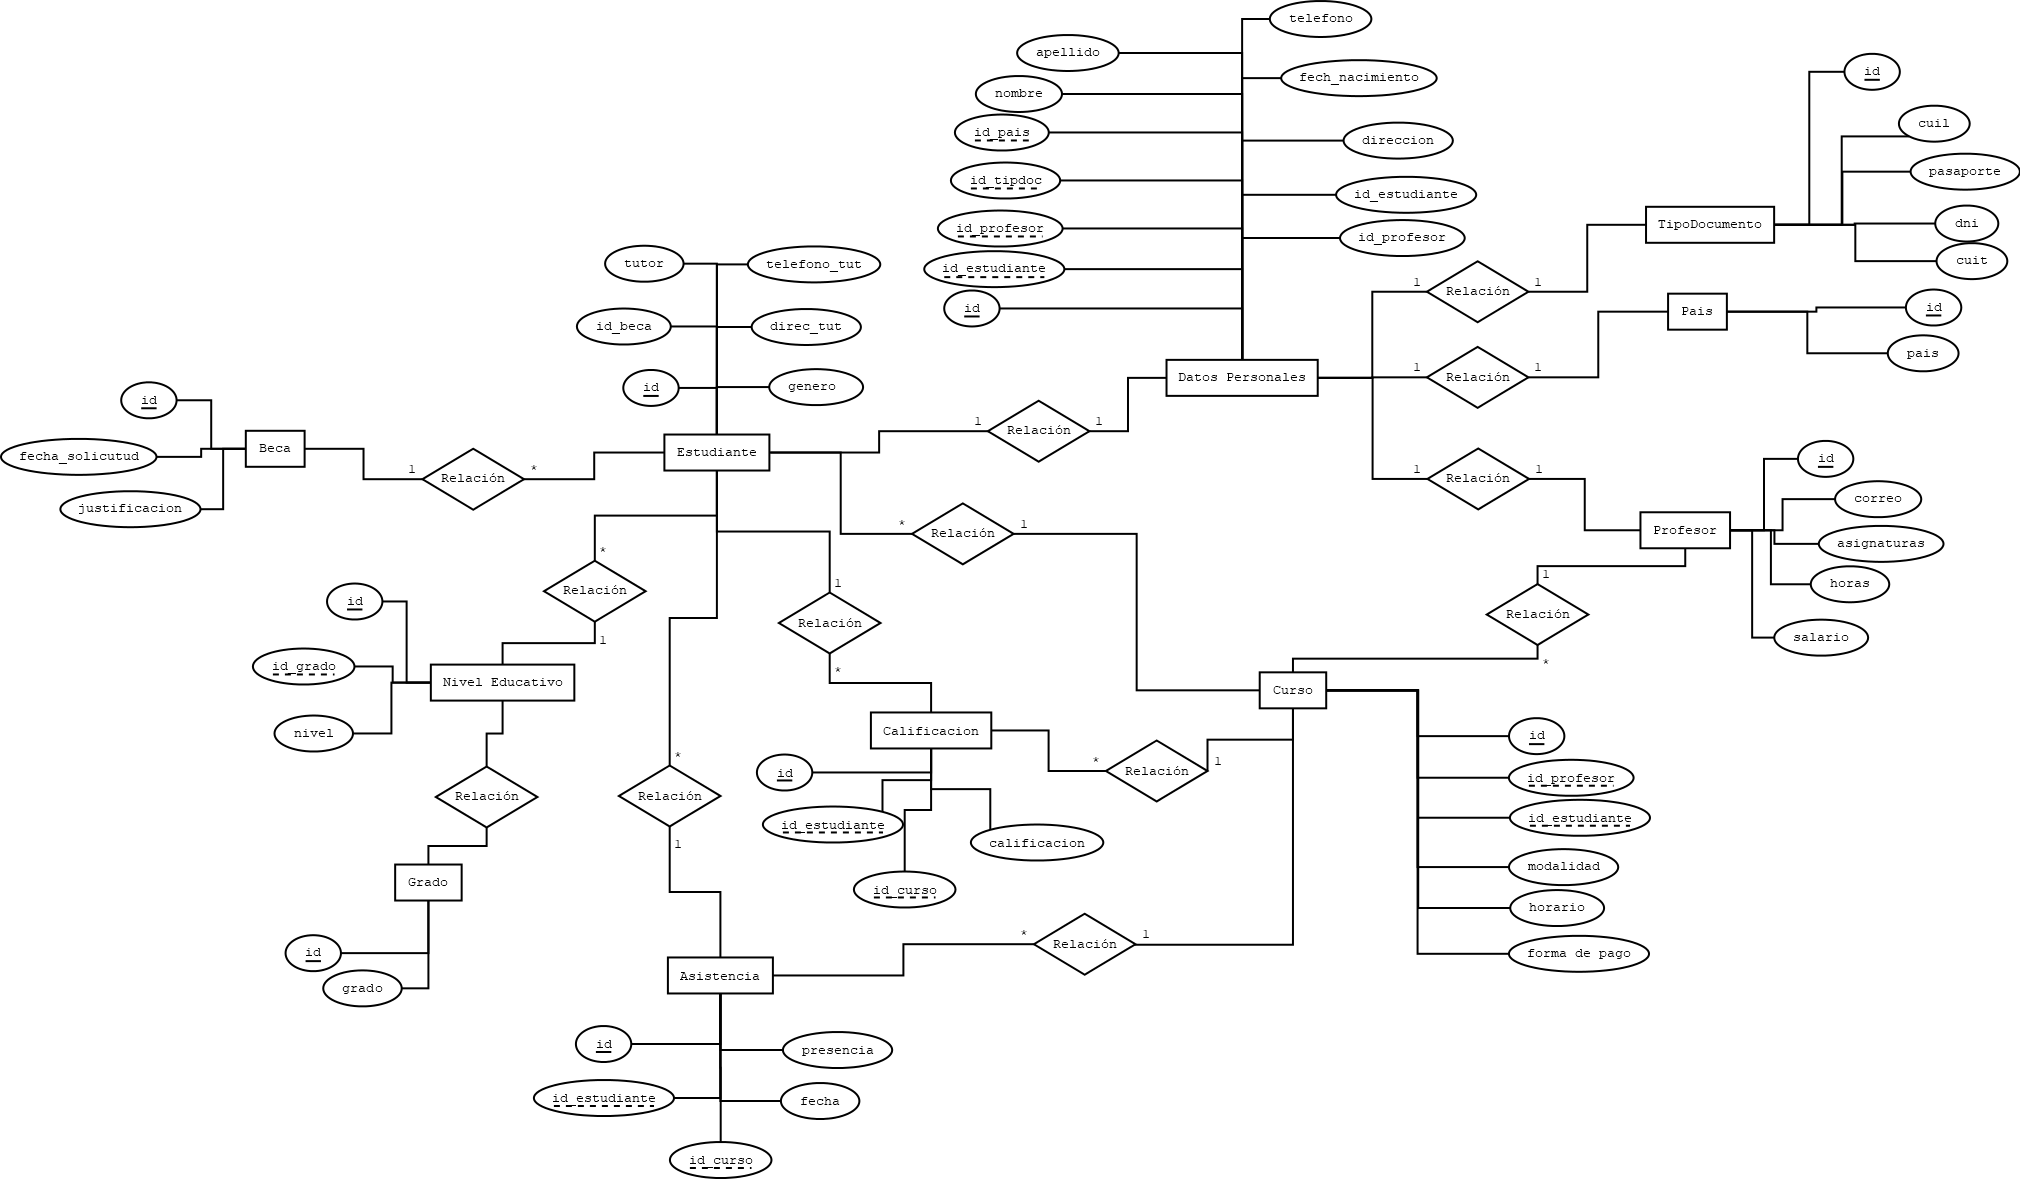 telefono
apellido
fech_nacimiento
nombre
id_pais
direccion
id_tipdoc
id_estudiante
id_profesor
id_profesor
id_estudiante
id
Datos Personales
id
cuil
pasaporte
dni
cuit
TipoDocumento
1
Relación
1
Pais
id
pais
1
Relación
1
1
Relación
1
Profesor
id
correo
asignaturas
horas
salario
tutor
telefono_tut
id_beca
direc_tut
id
genero
Estudiante
1
Relación
1
id
fecha_solicutud
justificacion
Beca
1
Relación
*
*
Relación
1
*
Relación
1
1
Relación
*
1
Relación
*
id
id_grado
nivel
Nivel Educativo
Relación
Grado
id
grado
*
Relación
1
Calificacion
id
id_estudiante
id_curso
calificacion
*
Relación
1
Curso
id
id_profesor
id_estudiante
modalidad
horario
forma de pago
*
Relación
1
Asistencia
id
presencia
id_estudiante
fecha
id_curso